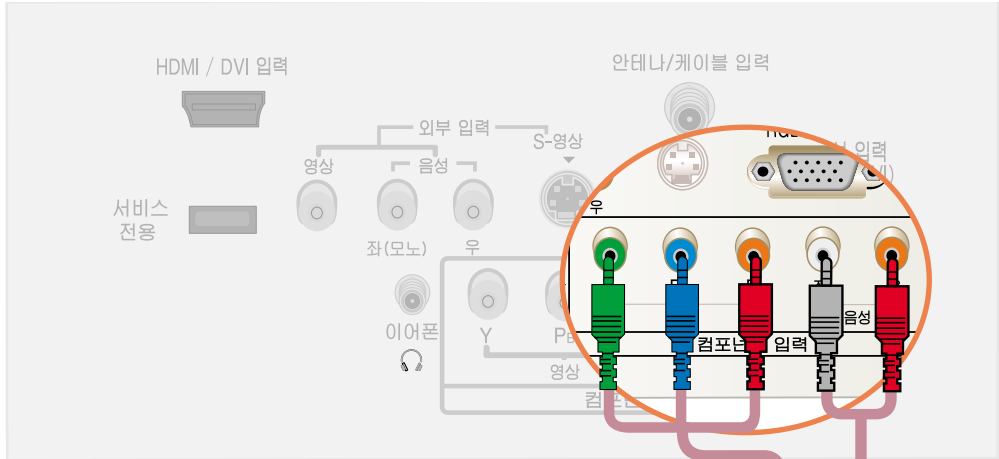 HDMI / DVI 입력
안테나/케이블 입력
외부 입력
S-영상
영상
음성
입력
서비스
전용
좌(모노)
우
우
이어폰
Y
음성
컴포넌
입력
영상